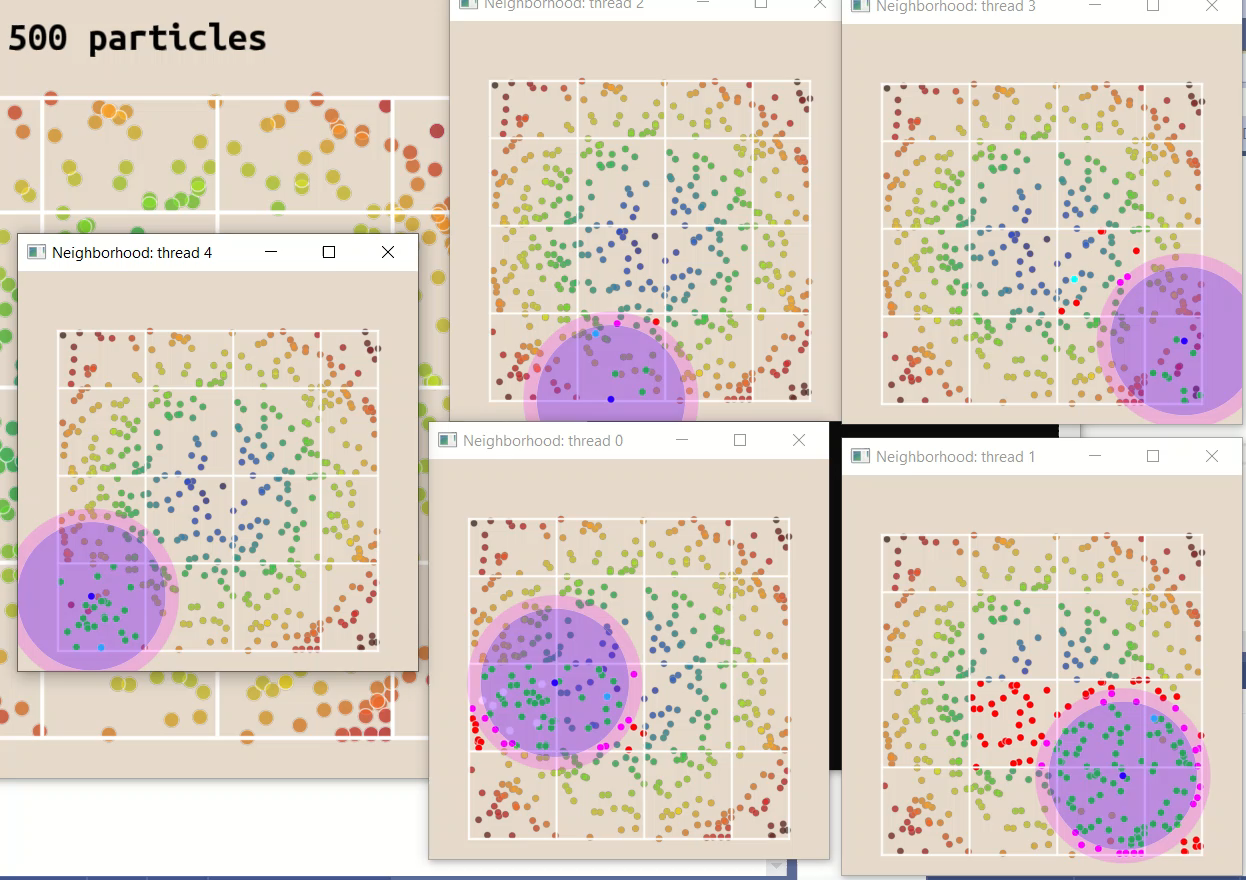 500 particles
Neighborhood: thread 2
Neighborhood: thread 3
Neighborhood: thread 4
Neighborhood: thread 0
Neighborhood: thread 1